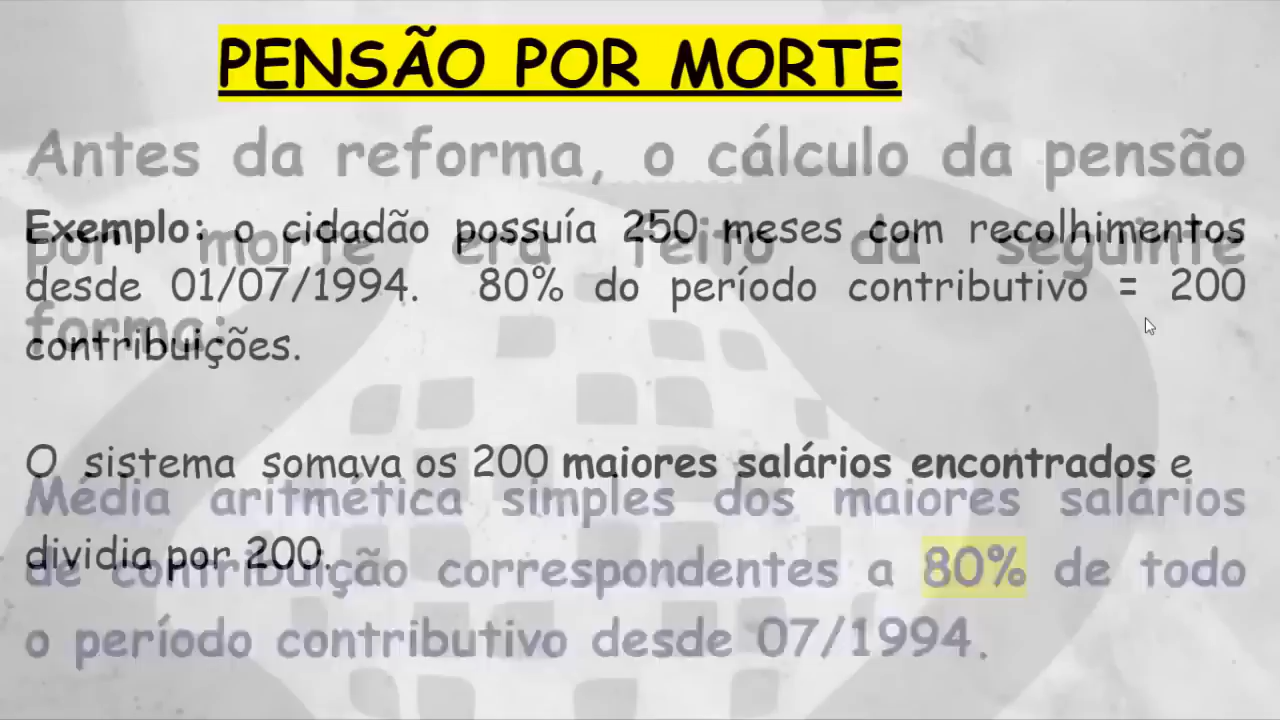 PENSÃO POR MORTE
Antes da reforma, o cálculo da pensão
Exemplo: o cidadão possuía 250 meses com recolhimentos
por morte era feito da seguinte
desde 01/07/1994. 80% do período contributivo = 200
forma:
contribuições.
O sistema somava os 200 maiores salários encontrados e
Média aritmética simples dos maiores salários
dividia por 200.
de contribuição correspondentes a 80% de todo
o período contributivo desde 07/1994.